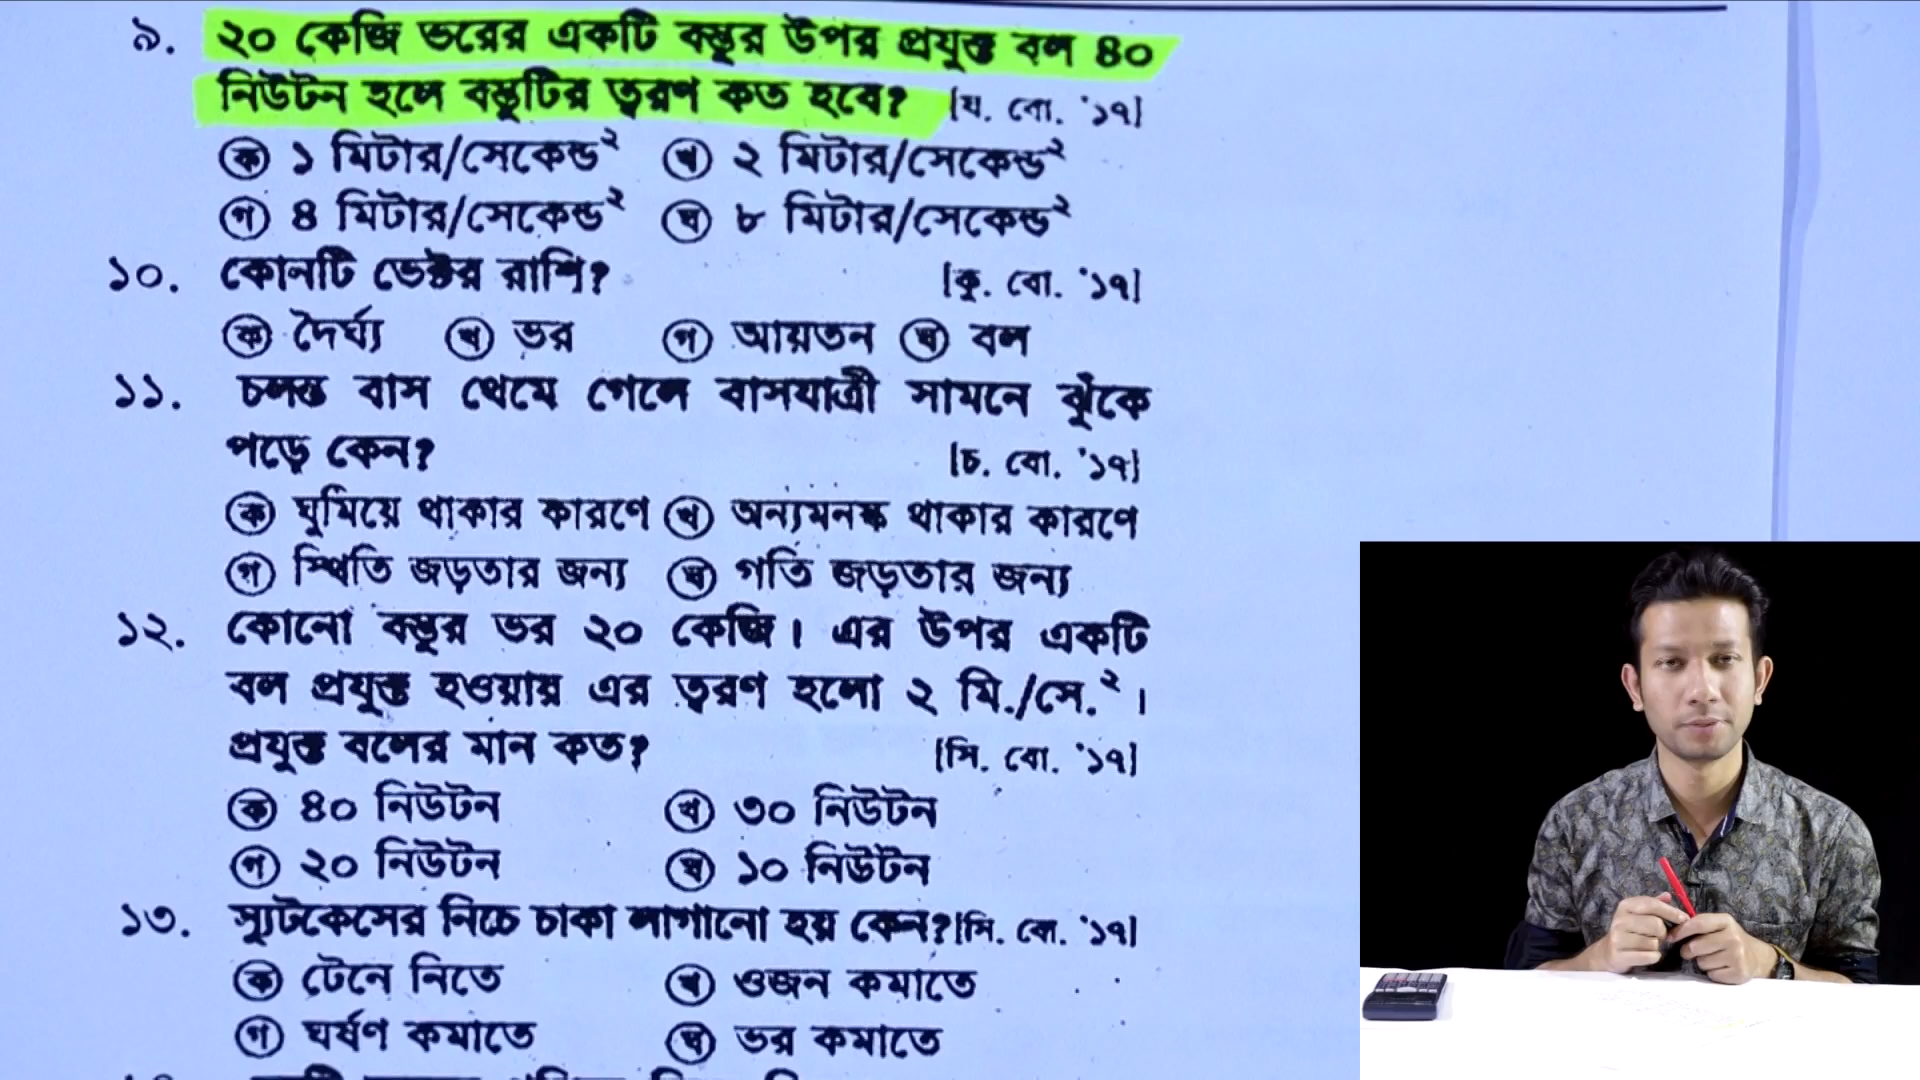 ৯. ২০ কেজি ভরের একটি বস্তুর উপর প্রযুক্ত বল ৪০
নিউটন হলে বস্তুটির ত্বরণ কত হবে? [য. বো. '১৭]
ক ১ মিটার/সেকেন্ড² খ ২ মিটার/সেকেন্ড²
গ ৪ মিটার/সেকেন্ড² ঘ ৮ মিটার/সেকেন্ড²
১০. কোনটি ভেক্টর রাশি? [কু. বো. '১৭]
ক দৈর্ঘ্য খ ভর গ আয়তন ঘ বল
১১. চলন্ত বাস থেমে গেলে বাসযাত্রী সামনে ঝুঁকে
পড়ে কেন? [চ. বো. '১৭]
ক ঘুমিয়ে থাকার কারণে খ অন্যমনস্ক থাকার কারণে
গ স্থিতি জড়তার জন্য ঘ গতি জড়তার জন্য
১২. কোনো বস্তুর ভর ২০ কেজি। এর উপর একটি
বল প্রযুক্ত হওয়ায় এর ত্বরণ হলো ২ মি./সে.²।
প্রযুক্ত বলের মান কত? [সি. বো. '১৭]
ক ৪০ নিউটন খ ৩০ নিউটন
গ ২০ নিউটন ঘ ১০ নিউটন
১৩. স্যুটকেসের নিচে চাকা লাগানো হয় কেন? [সি. বো. '১৭]
ক টেনে নিতে খ ওজন কমাতে
গ ঘর্ষণ কমাতে ঘ ভর কমাতে